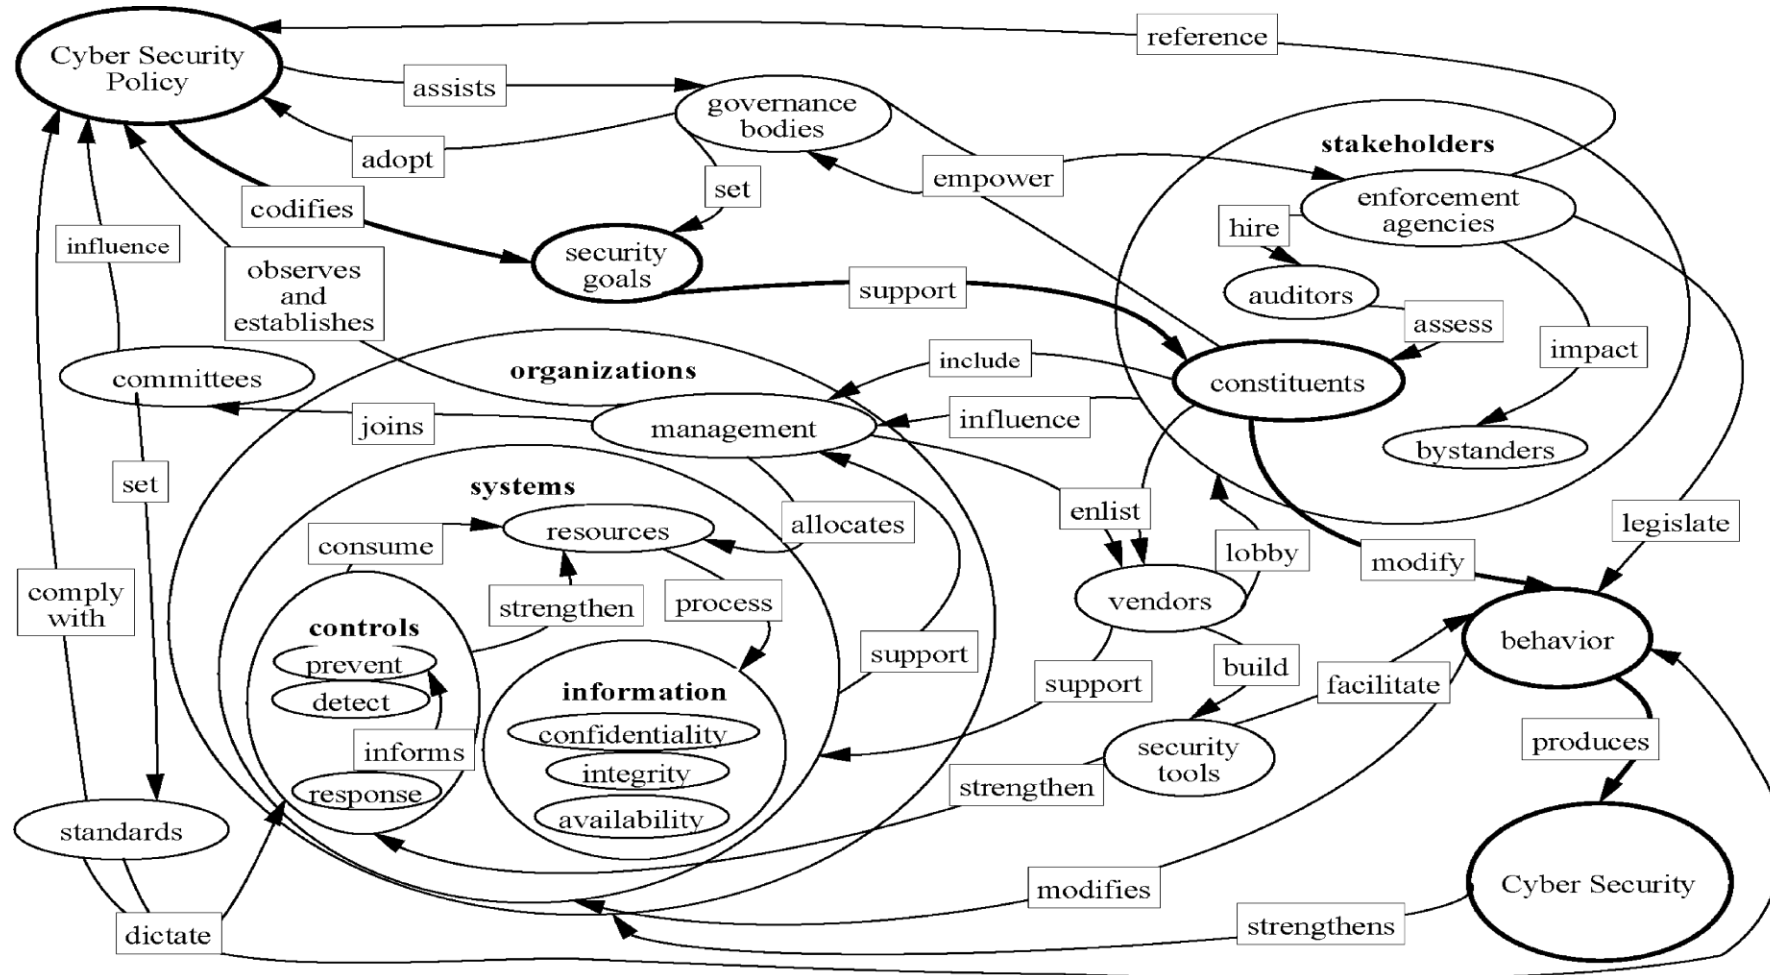 reference
Cyber Security
Policy
assists
governance
bodies
adopt
stakeholders
empower
enforcement
agencies
set
codifies
hire
influence
security
goals
observes
and
establishes
support
auditors
assess
impact
include
organizations
committees
constituents
joins
management
influence
bystanders
systems
set
enlist
resources
allocates
legislate
consume
lobby
modify
comply
with
strengthen
process
vendors
controls
prevent
support
build
behavior
detect
information
support
facilitate
confidentiality
informs
security
tools
produces
integrity
response
strengthen
availability
standards
modifies
Cyber Security
dictate
strengthens